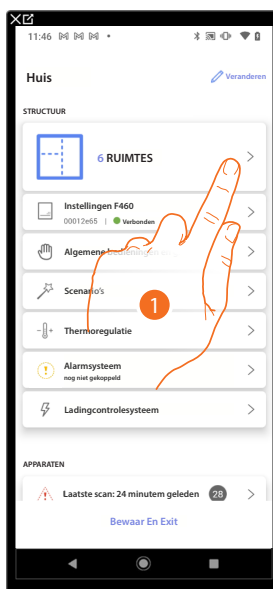 11:46
Huis
Veranderen
STRUCTUUR
6 RUIMTES
Instellingen F460
00012e65 | Verbonden
Algemene bedieningen
Scenario's
1
Thermoregulatie
Alarmsysteem
nog niet gekoppeld
Ladingcontrolesysteem
APPARATEN
Laatste scan: 24 minutem geleden 28
Bewaar En Exit